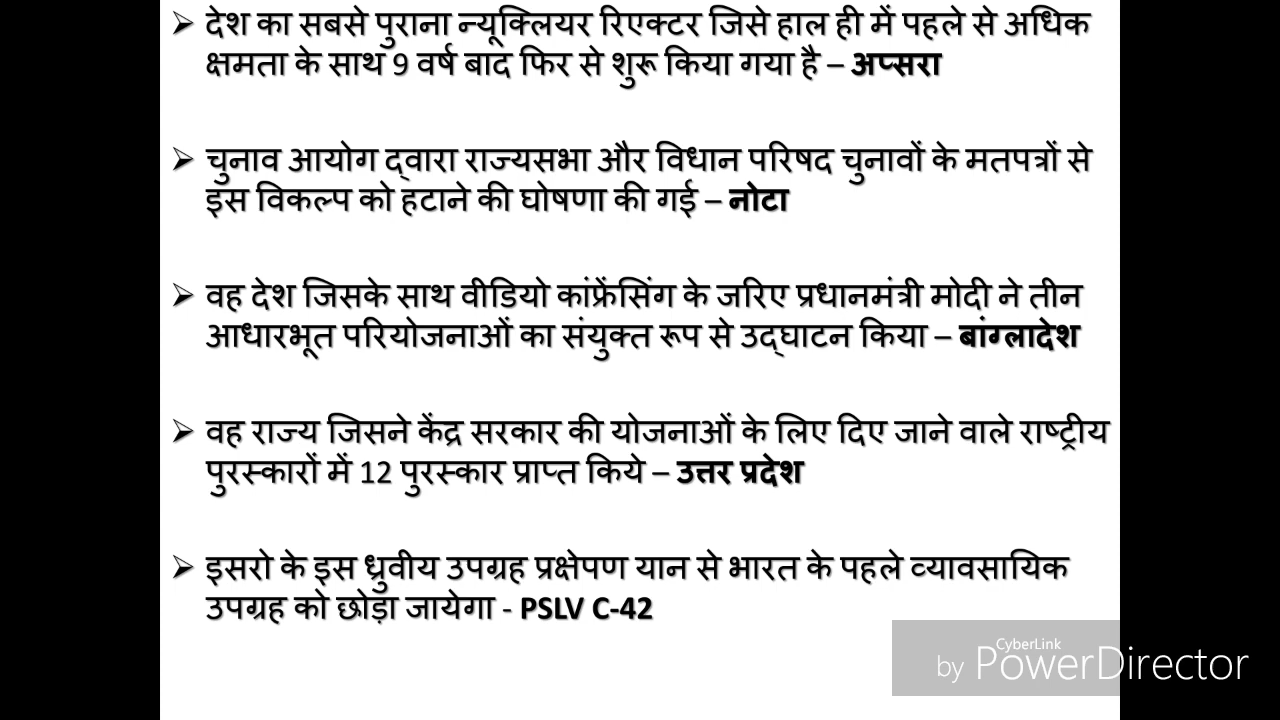 ➢ देश का सबसे पुराना न्यूक्लियर रिएक्टर जिसे हाल ही में पहले से अधिक
क्षमता के साथ 9 वर्ष बाद फिर से शुरू किया गया है – अप्सरा
➢ चुनाव आयोग द्वारा राज्यसभा और विधान परिषद चुनावों के मतपत्रों से
इस विकल्प को हटाने की घोषणा की गई – नोटा
➢ वह देश जिसके साथ वीडियो कांफ्रेंसिंग के जरिए प्रधानमंत्री मोदी ने तीन
आधारभूत परियोजनाओं का संयुक्त रूप से उद्घाटन किया – बांग्लादेश
➢ वह राज्य जिसने केंद्र सरकार की योजनाओं के लिए दिए जाने वाले राष्ट्रीय
पुरस्कारों में 12 पुरस्कार प्राप्त किये – उत्तर प्रदेश
➢ इसरो के इस ध्रुवीय उपग्रह प्रक्षेपण यान से भारत के पहले व्यावसायिक
उपग्रह को छोड़ा जायेगा - PSLV C-42
CyberLink
by PowerDirector